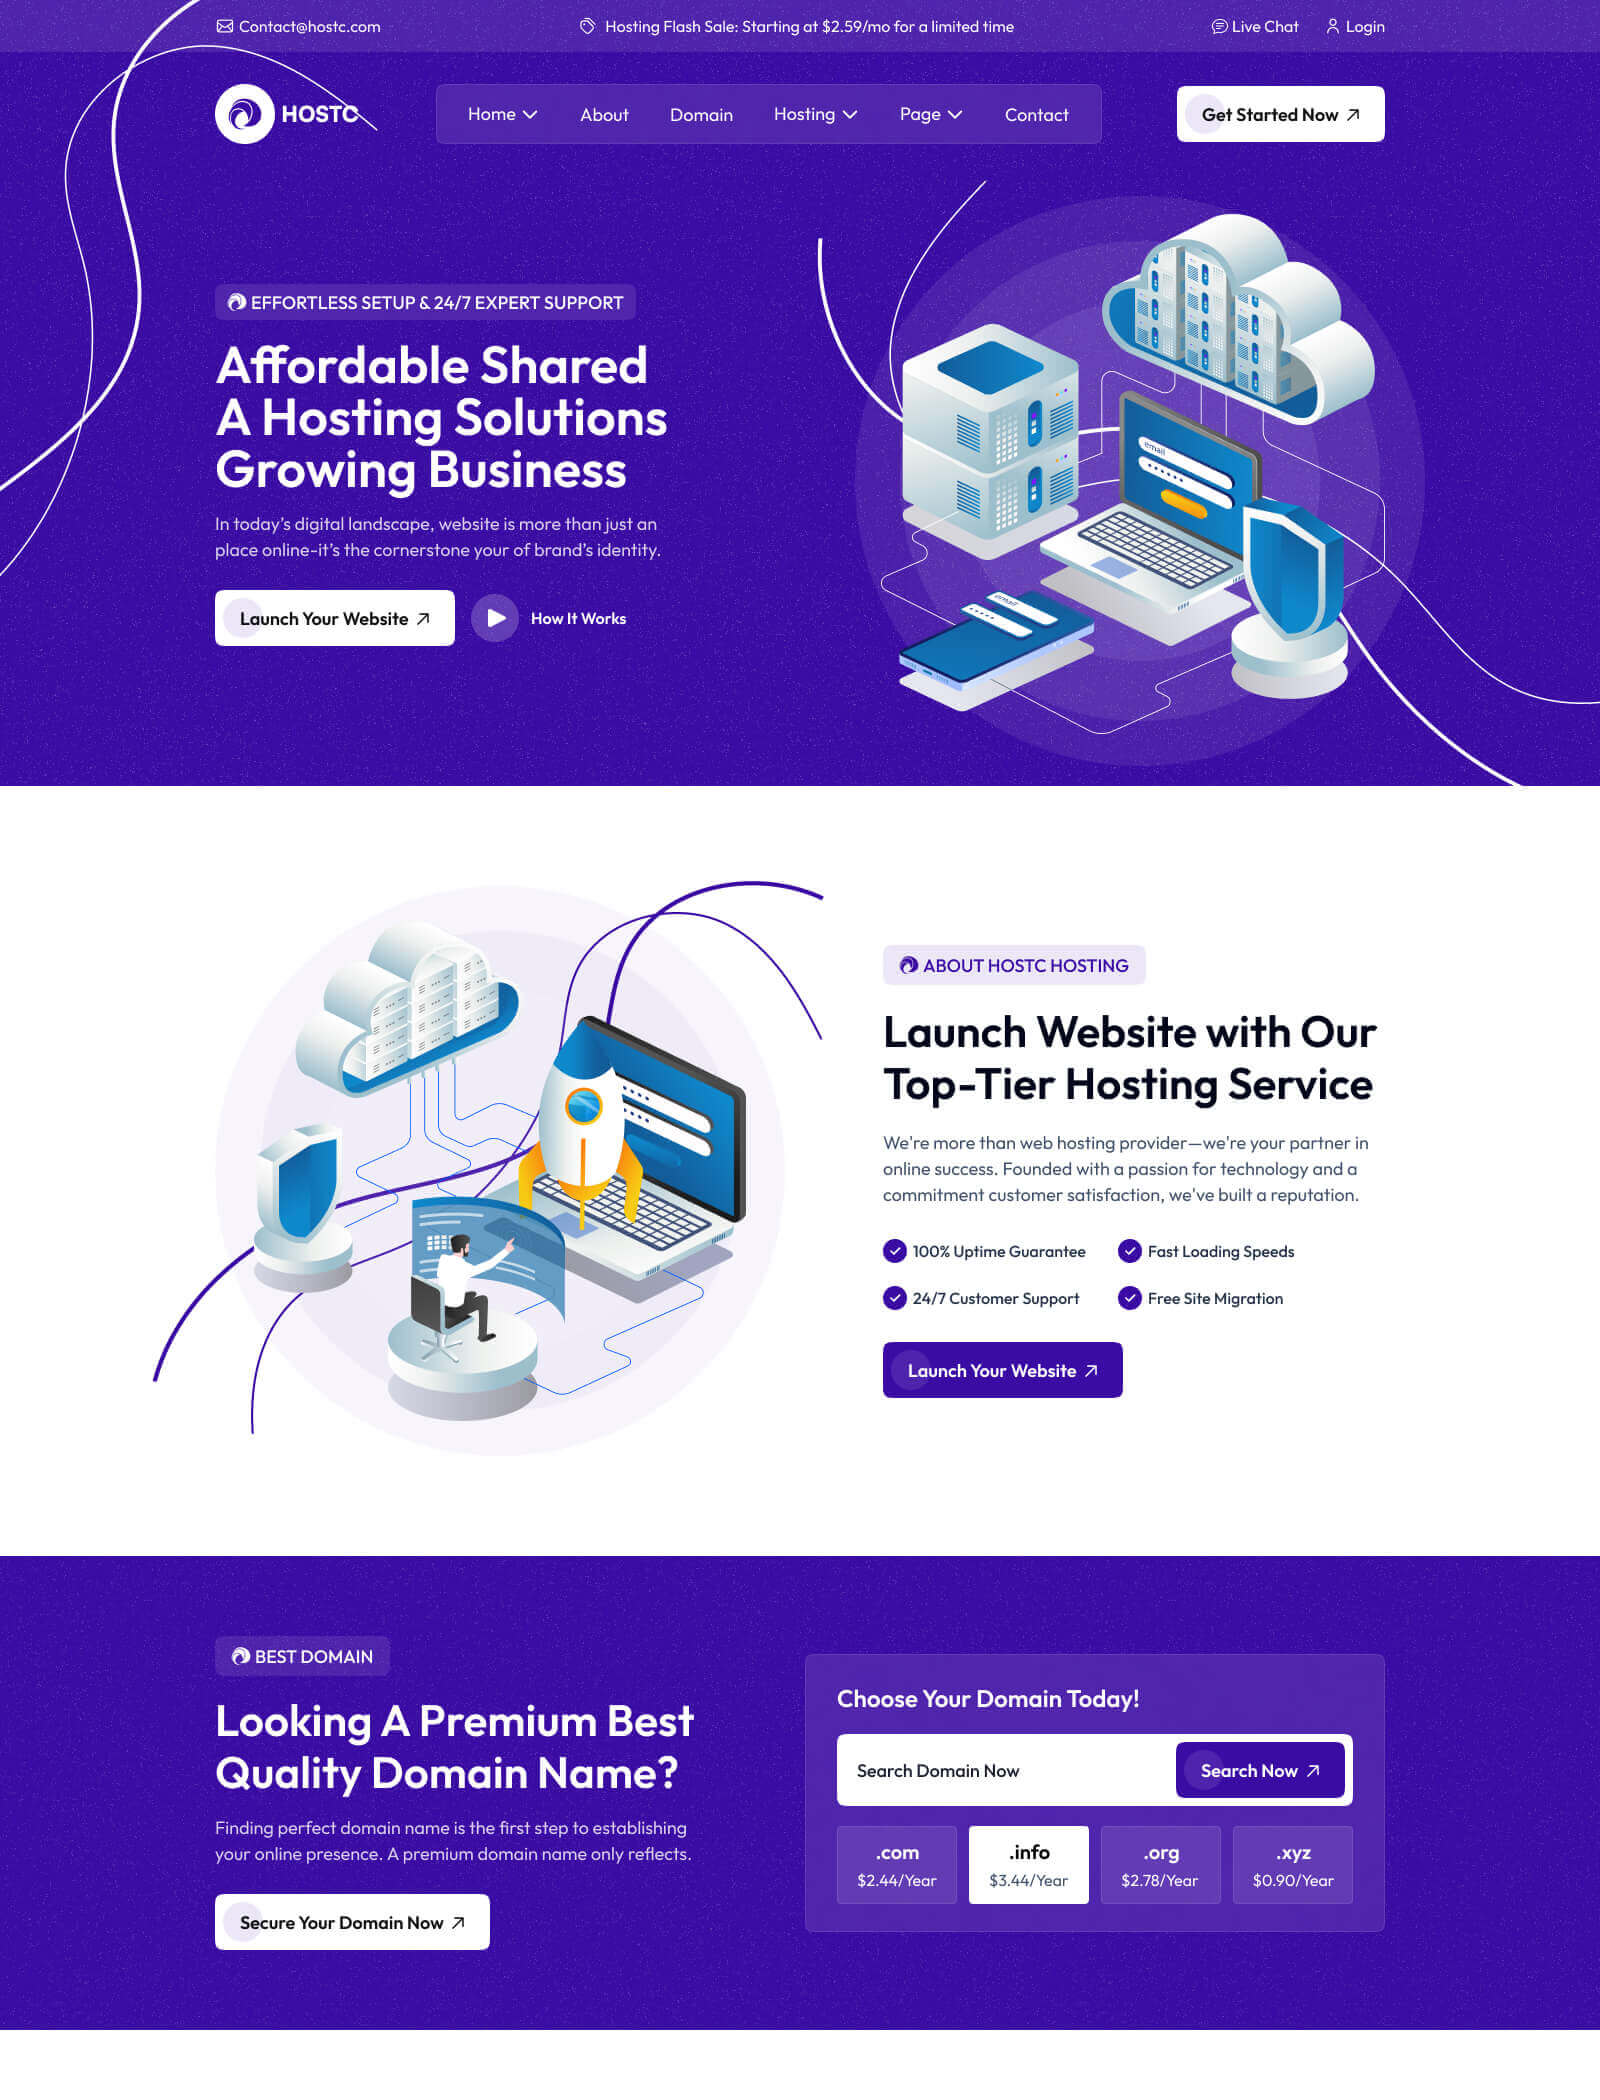 Contact@hostc.com
Hosting Flash Sale: Starting at $2.59/mo for a limited time
Live Chat
Login
HOSTC
Home
About
Domain
Hosting
Page
Contact
Get Started Now
EFFORTLESS SETUP & 24/7 EXPERT SUPPORT
Affordable Shared
A Hosting Solutions
Growing Business
In today’s digital landscape, website is more than just an
place online-it’s the cornerstone your of brand’s identity.
Launch Your Website
How It Works
email
email
ABOUT HOSTC HOSTING
Launch Website with Our
Top-Tier Hosting Service
We're more than web hosting provider—we're your partner in
online success. Founded with a passion for technology and a
commitment customer satisfaction, we've built a reputation.
100% Uptime Guarantee
Fast Loading Speeds
24/7 Customer Support
Free Site Migration
Launch Your Website
BEST DOMAIN
Looking A Premium Best
Quality Domain Name?
Finding perfect domain name is the first step to establishing
your online presence. A premium domain name only reflects.
Secure Your Domain Now
Choose Your Domain Today!
Search Domain Now
Search Now
.com
$2.44/Year
.info
$3.44/Year
.org
$2.78/Year
.xyz
$0.90/Year